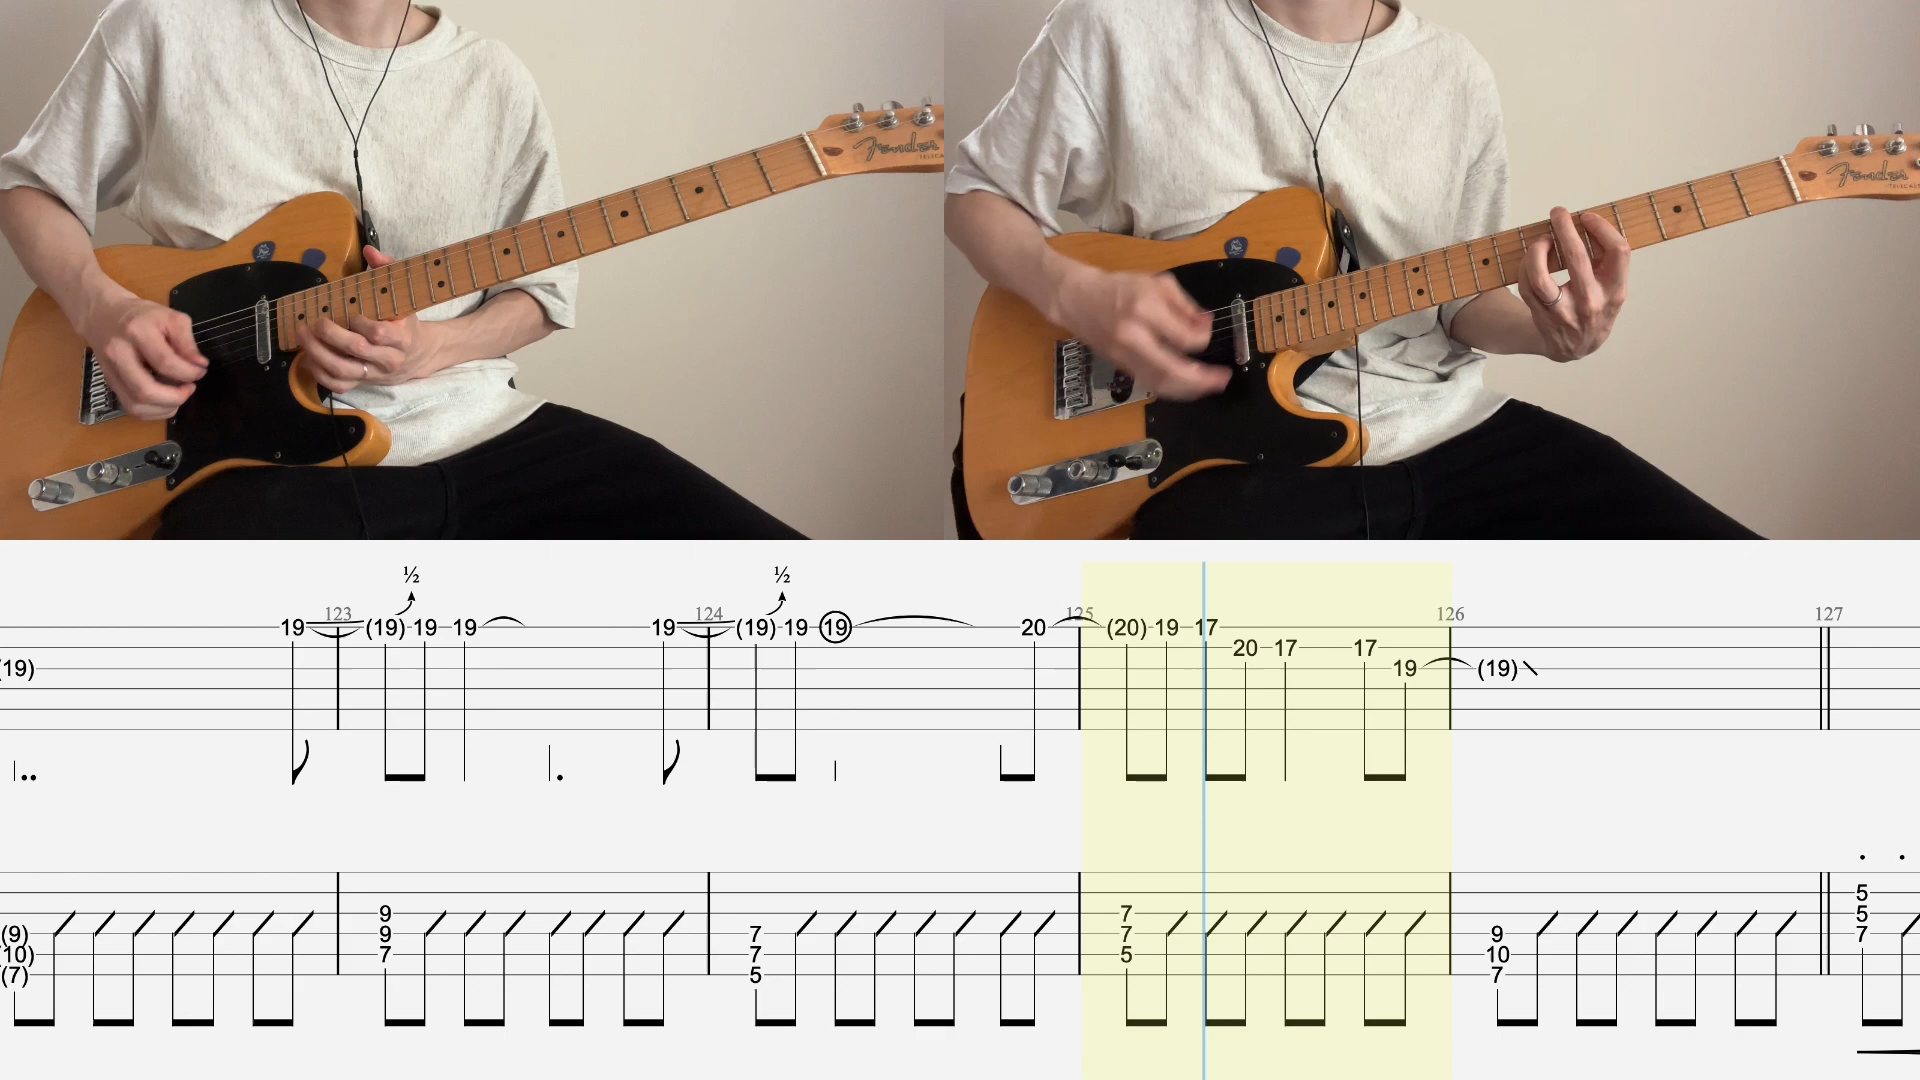 Fender
TELECA
Fender
TELECAS
½ ½
123 124 125 126 127
19 (19) 19 19 19 (19) 19 19 20 (20) 19 17
20 17 17
(19) 19 (19)
5
9 7 5
(9) 9 7 7 9 7
(10) 7 7 5 10
(7) 5 7